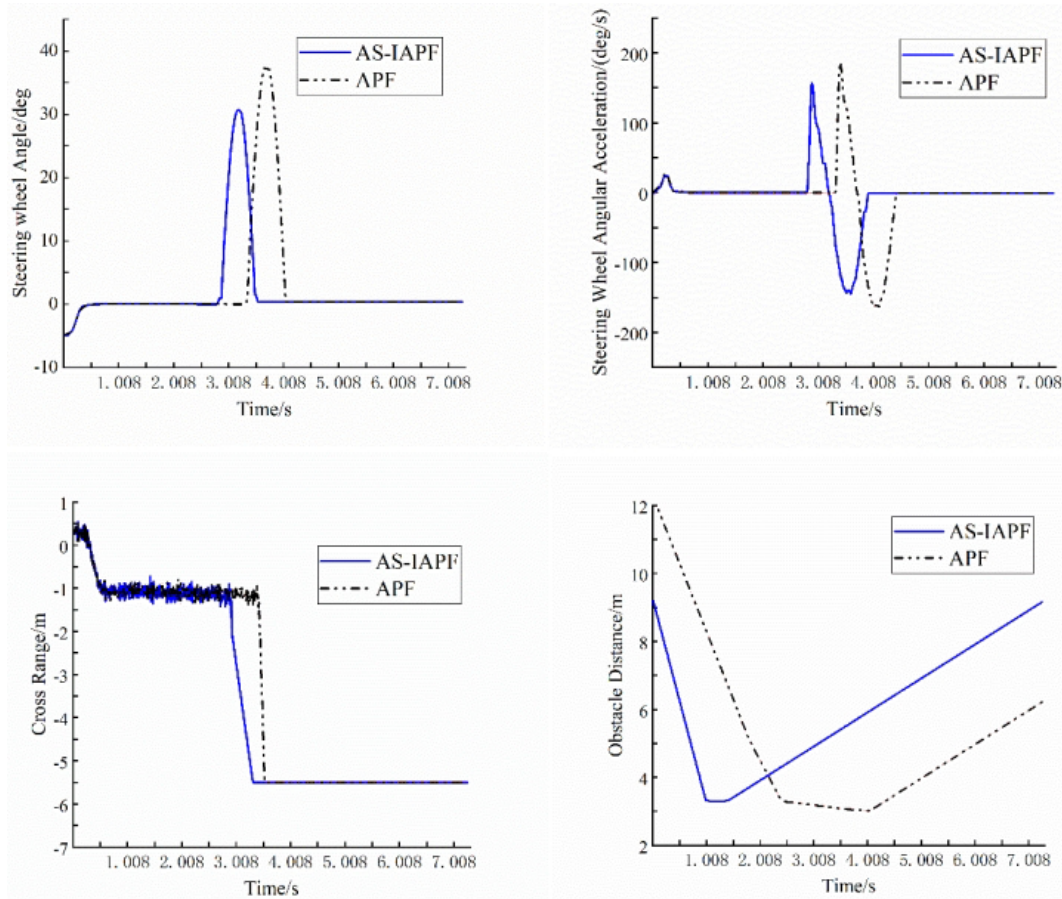 40
30
20
10
0
-10
Steering wheel Angle/deg
AS-IAPF
APF
1.008 2.008 3.008 4.008 5.008 6.008 7.008
Time/s
200
100
0
-100
-200
Steering Wheel Angular Acceleration/(deg/s)
AS-IAPF
APF
1.008 2.008 3.008 4.008 5.008 6.008 7.008
Time/s
1
0
-1
-2
-3
-4
-5
-6
-7
Cross Range/m
AS-IAPF
APF
1.008 2.008 3.008 4.008 5.008 6.008 7.008
Time/s
12
10
8
6
4
2
Obstacle Distance/m
AS-IAPF
APF
1.008 2.008 3.008 4.008 5.008 6.008 7.008
Time/s